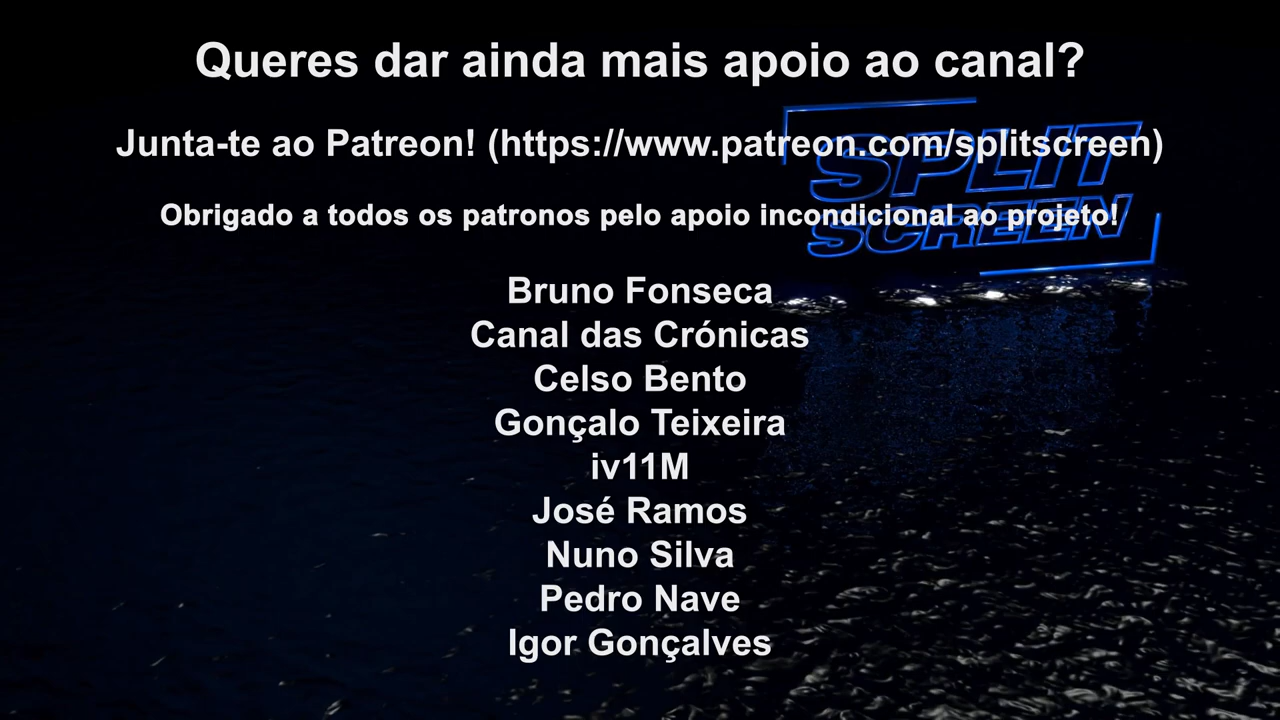 Queres dar ainda mais apoio ao canal?
Junta-te ao Patreon! (https://www.patreon.com/splitscreen)
SPLIT
SCREEN
Obrigado a todos os patronos pelo apoio incondicional ao projeto!
Bruno Fonseca
Canal das Crónicas
Celso Bento
Gonçalo Teixeira
iv11M
José Ramos
Nuno Silva
Pedro Nave
Igor Gonçalves